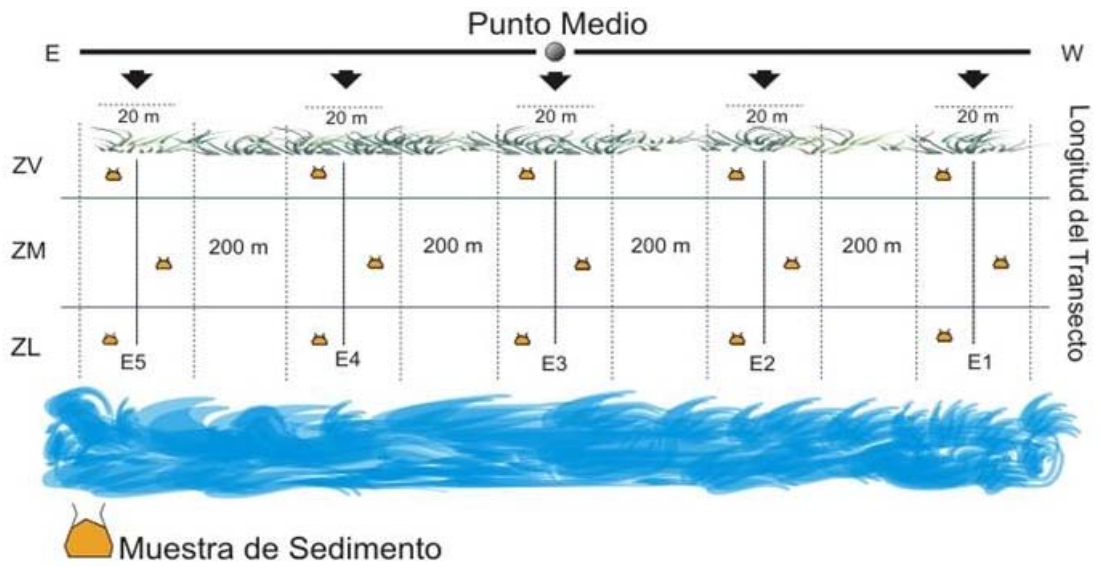 Punto Medio
E W
20 m 20 m 20 m 20 m 20 m
ZV
ZM 200 m 200 m 200 m 200 m
ZL
E5 E4 E3 E2 E1
Longitud del Transecto
Muestra de Sedimento